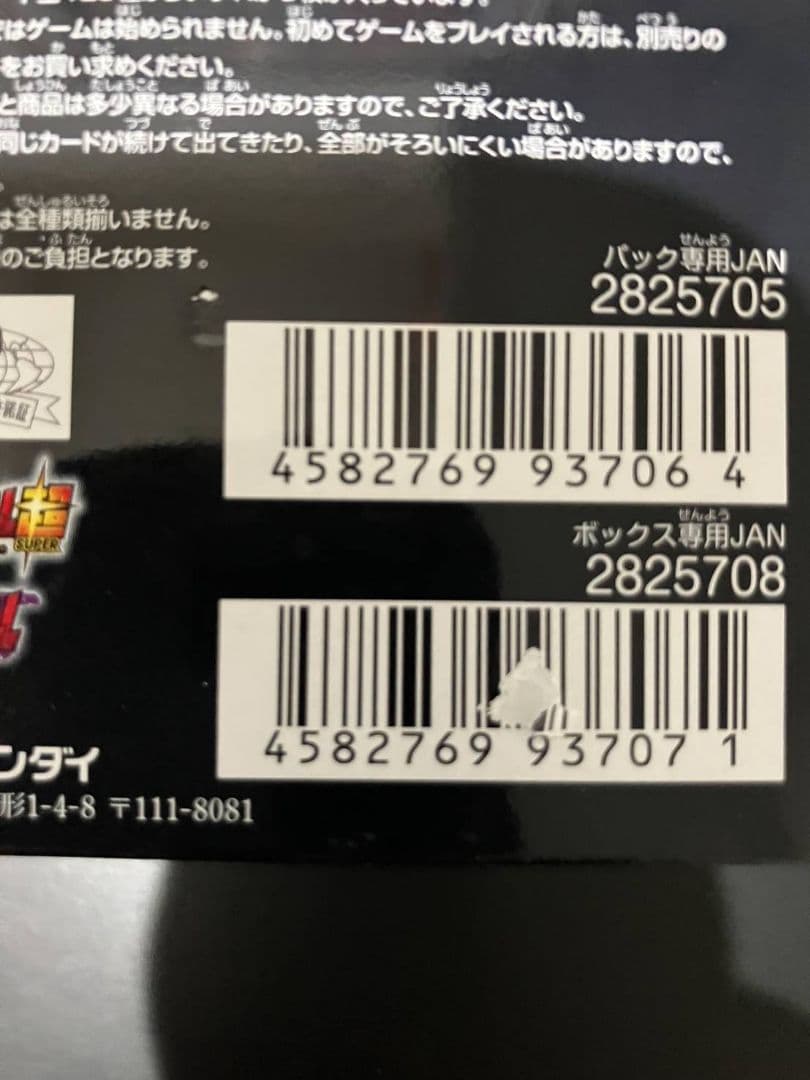 ではゲームは始められません。初めてゲームをプレイされる方は、別売りの
をお買い求めください。
と商品は多少異なる場合がありますので、ご了承ください。
同じカードが続けて出てきたり、全部がそろいにくい場合がありますので、
は全種類揃いません。
のご負担となります。
パック専用JAN
2825705
4582769 93706 4
超
SUPER
ボックス専用JAN
2825708
4582769 93707 1
ンダイ
形1-4-8 〒111-8081